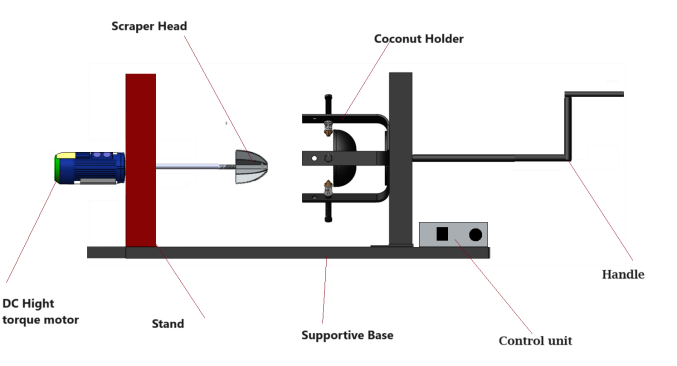 Scraper Head
Coconut Holder
Handle
DC Hight
torque motor
Stand
Supportive Base
Control unit